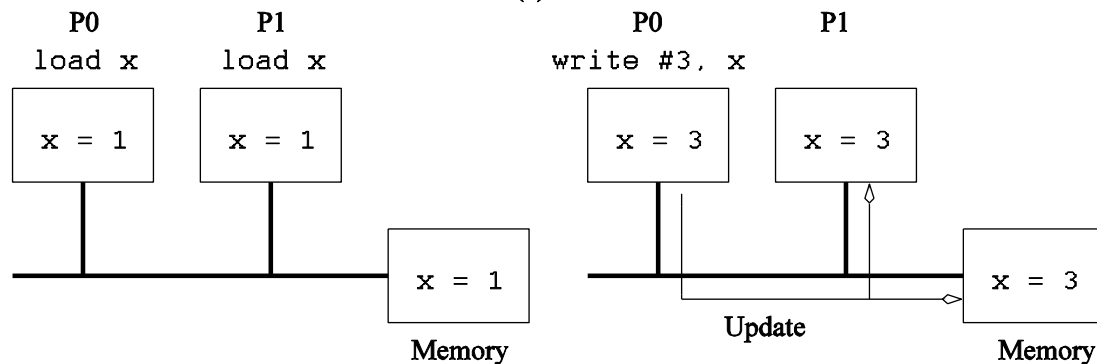 P0 P1 P0 P1
load x load x write #3, x
x = 1 x = 1 x = 3 x = 3
x = 1 x = 3
Update
Memory Memory